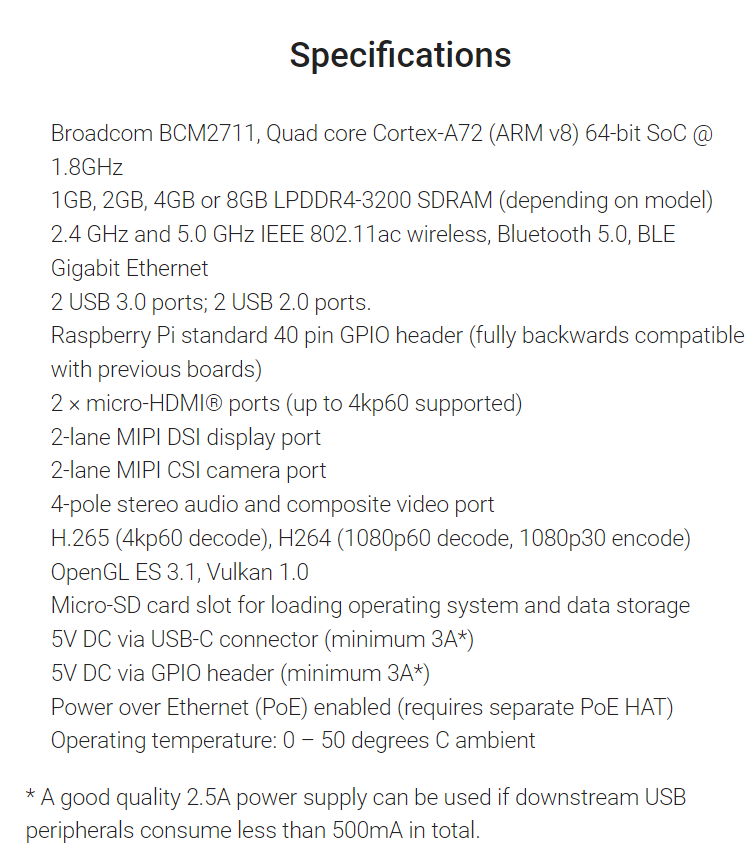 Specifications
Broadcom BCM2711, Quad core Cortex-A72 (ARM v8) 64-bit SoC @
1.8GHz
1GB, 2GB, 4GB or 8GB LPDDR4-3200 SDRAM (depending on model)
2.4 GHz and 5.0 GHz IEEE 802.11ac wireless, Bluetooth 5.0, BLE
Gigabit Ethernet
2 USB 3.0 ports; 2 USB 2.0 ports.
Raspberry Pi standard 40 pin GPIO header (fully backwards compatible
with previous boards)
2 × micro-HDMI® ports (up to 4kp60 supported)
2-lane MIPI DSI display port
2-lane MIPI CSI camera port
4-pole stereo audio and composite video port
H.265 (4kp60 decode), H264 (1080p60 decode, 1080p30 encode)
OpenGL ES 3.1, Vulkan 1.0
Micro-SD card slot for loading operating system and data storage
5V DC via USB-C connector (minimum 3A*)
5V DC via GPIO header (minimum 3A*)
Power over Ethernet (PoE) enabled (requires separate PoE HAT)
Operating temperature: 0 – 50 degrees C ambient
* A good quality 2.5A power supply can be used if downstream USB
peripherals consume less than 500mA in total.